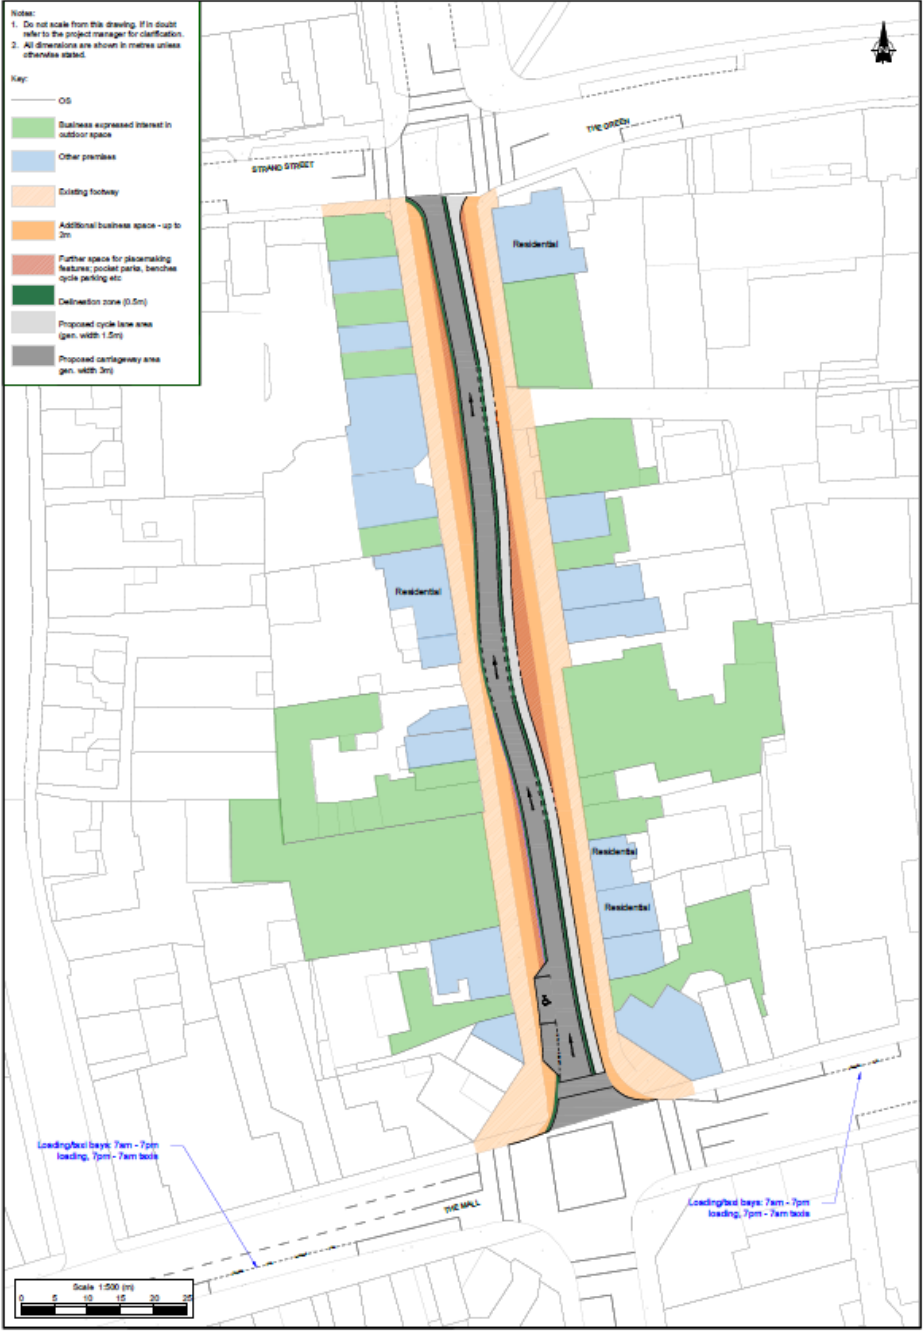 Notes:
1. Do not scale from this drawing. If in doubt
refer to the project manager for clarification.
2. All dimensions are shown in metres unless
otherwise stated.
Key:
OS
Business expressed interest in
outdoor space
Other premises
Existing footway
Additional business space - up to
2m
Further space for placemaking
features; pocket parks, benches
cycle parking etc
Delineation zone (0.5m)
Proposed cycle lane area
(gen. width 1.5m)
Proposed carriageway area
gen. width 3m)
N
STRAND STREET
THE GREEN
Residential
Residential
Residential
Residential
Loading/taxi bays: 7am - 7pm
loading, 7pm - 7am taxis
Loading/taxi bays: 7am - 7pm
loading, 7pm - 7am taxis
THE MALL
Scale 1:500 (m)
0 5 10 15 20 25